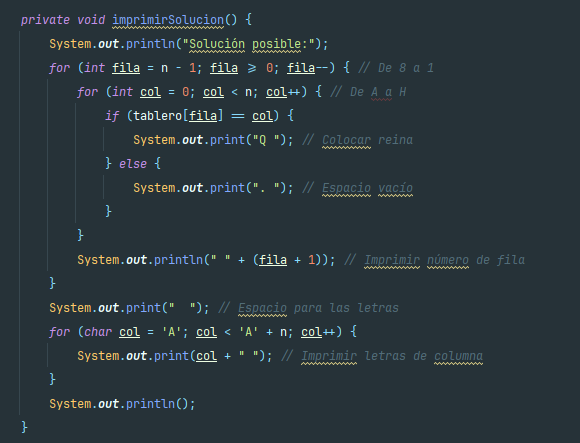 private void imprimirSolucion() {
    System.out.println("Solución posible:");
    for (int fila = n - 1; fila >= 0; fila--) { // De 8 a 1
        for (int col = 0; col < n; col++) { // De A a H
            if (tablero[fila] == col) {
                System.out.print("Q "); // Colocar reina
            } else {
                System.out.print(". "); // Espacio vacío
            }
        }
        System.out.println(" " + (fila + 1)); // Imprimir número de fila
    }
    System.out.print("  "); // Espacio para las letras
    for (char col = 'A'; col < 'A' + n; col++) {
        System.out.print(col + " "); // Imprimir letras de columna
    }
    System.out.println();
}